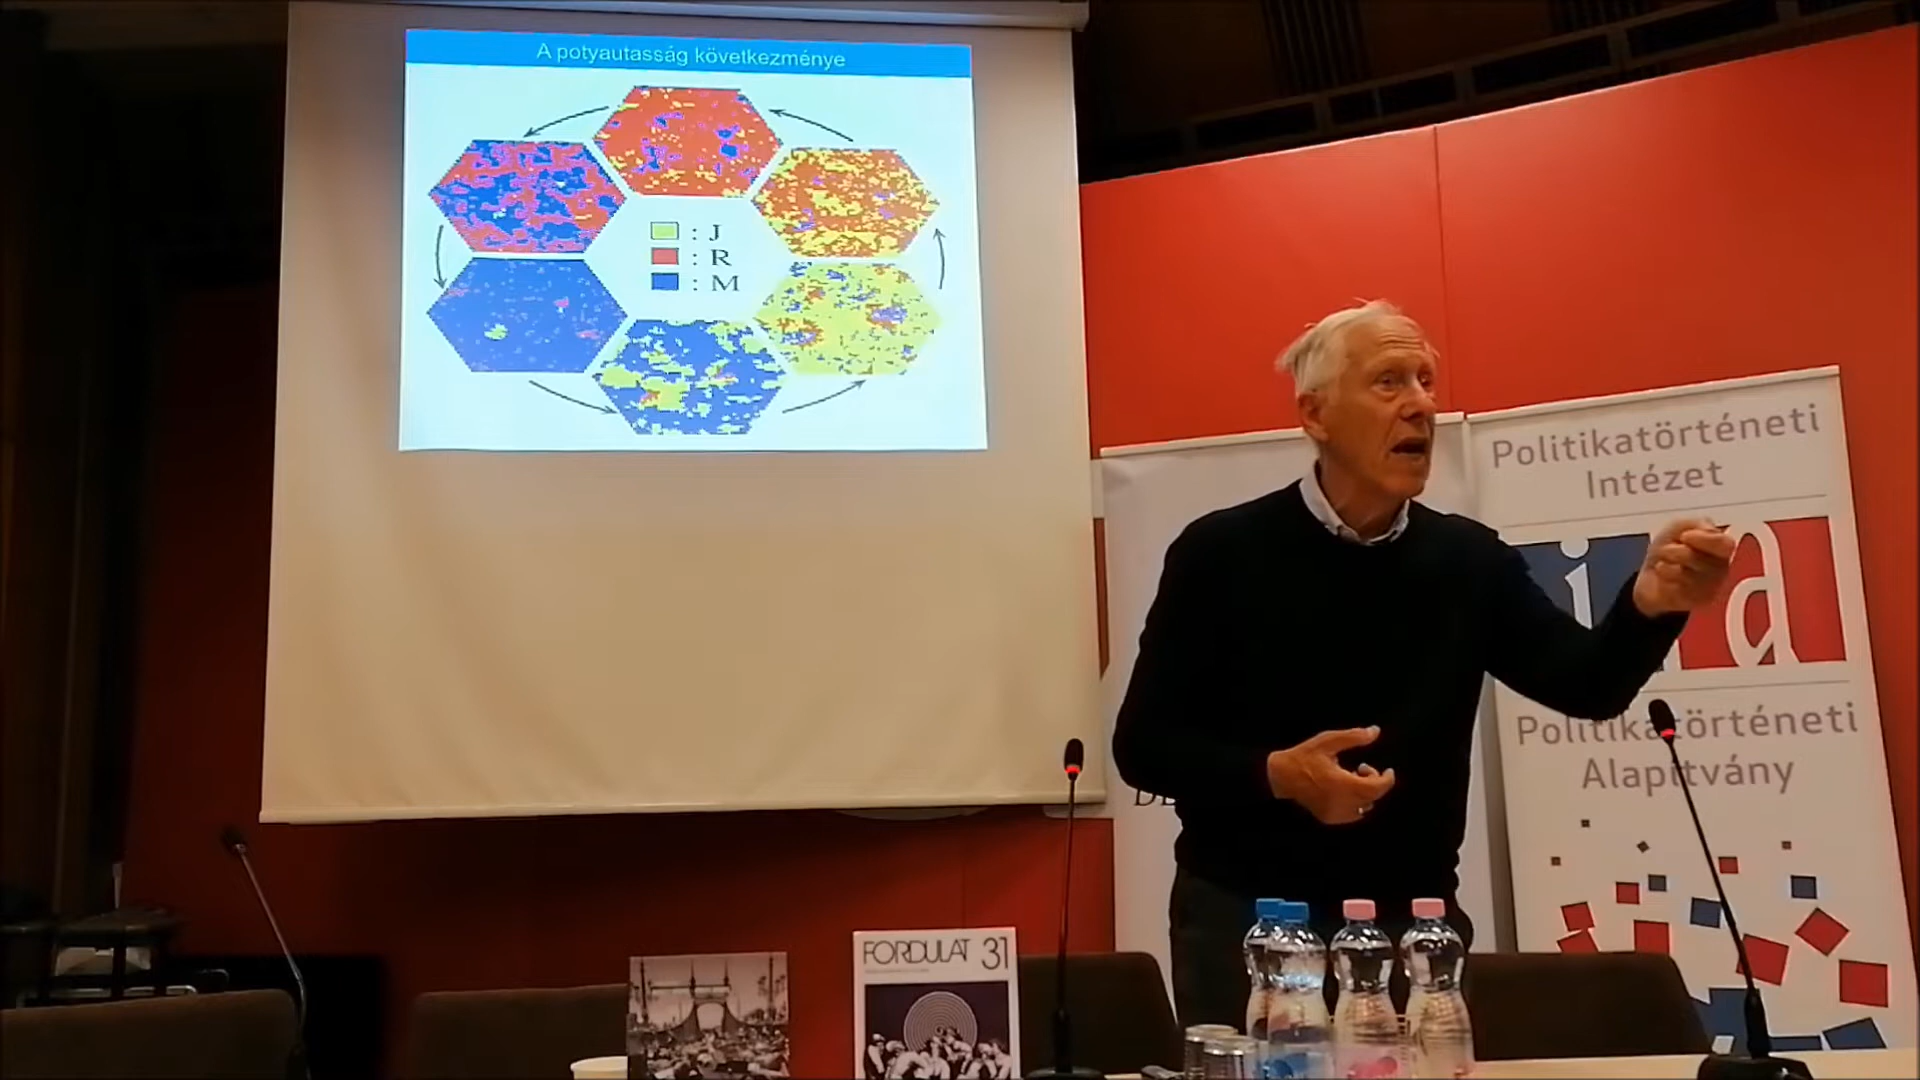 A potyautasság következménye
: J
: R
: M
Politikatörténeti
Intézet
Politikatörténeti
Alapítvány
FORDULAT 31